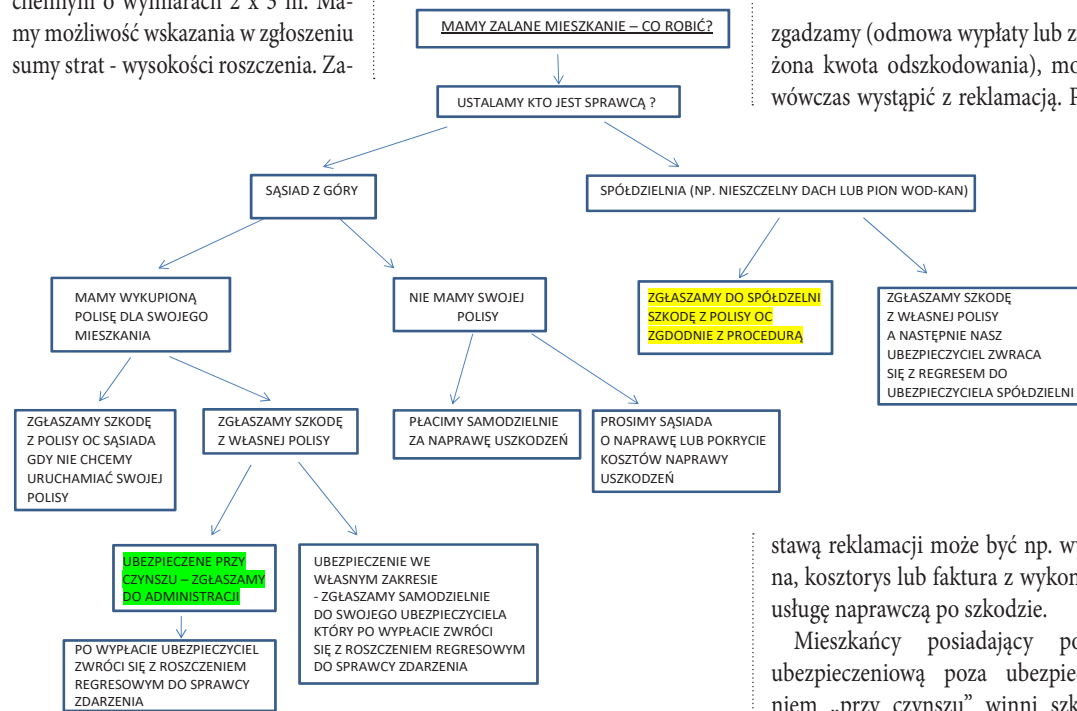 chennym o wymiarach 2 x 3 m. Ma-
my możliwość wskazania w zgłoszeniu
sumy strat - wysokości roszczenia. Za-
MAMY ZALANE MIESZKANIE – CO ROBIĆ?
zgadzamy (odmowa wypłaty lub z
żona kwota odszkodowania), mo
wówczas wystąpić z reklamacją. P
USTALAMY KTO JEST SPRAWCĄ ?
SĄSIAD Z GÓRY
SPÓŁDZIELNIA (NP. NIESZCZELNY DACH LUB PION WOD-KAN)
MAMY WYKUPIONĄ
POLISĘ DLA SWOJEGO
MIESZKANIA
NIE MAMY SWOJEJ
POLISY
ZGŁASZAMY DO SPÓŁDZELNI
SZKODĘ Z POLISY OC
ZGDODNIE Z PROCEDURĄ
ZGŁASZAMY SZKODĘ
Z WŁASNEJ POLISY
A NASTĘPNIE NASZ
UBEZPIECZYCIEL ZWRACA
SIĘ Z REGRESEM DO
UBEZPIECZYCIELA SPÓŁDZIELNI
ZGŁASZAMY SZKODĘ
Z POLISY OC SĄSIADA
GDY NIE CHCEMY
URUCHAMIAĆ SWOJEJ
POLISY
ZGŁASZAMY SZKODĘ
Z WŁASNEJ POLISY
PŁACIMY SAMODZIELNIE
ZA NAPRAWĘ USZKODZEŃ
PROSIMY SĄSIADA
O NAPRAWĘ LUB POKRYCIE
KOSZTÓW NAPRAWY
USZKODZEŃ
UBEZPIECZENE PRZY
CZYNSZU – ZGŁASZAMY
DO ADMINISTRACJI
UBEZPIECZENIE WE
WŁASNYM ZAKRESIE
- ZGŁASZAMY SAMODZIELNIE
DO SWOJEGO UBEZPIECZYCIELA
KTÓRY PO WYPŁACIE ZWRÓCI
SIĘ Z ROSZCZENIEM REGRESOWYM
DO SPRAWCY ZDARZENIA
PO WYPŁACIE UBEZPIECZYCIEL
ZWRÓCI SIĘ Z ROSZCZENIEM
REGRESOWYM DO SPRAWCY
ZDARZENIA
stawą reklamacji może być np. w
na, kosztorys lub faktura z wykon
usługę naprawczą po szkodzie.
Mieszkańcy posiadający po
ubezpieczeniową poza ubezpie
niem „przy czynszu” winni szk